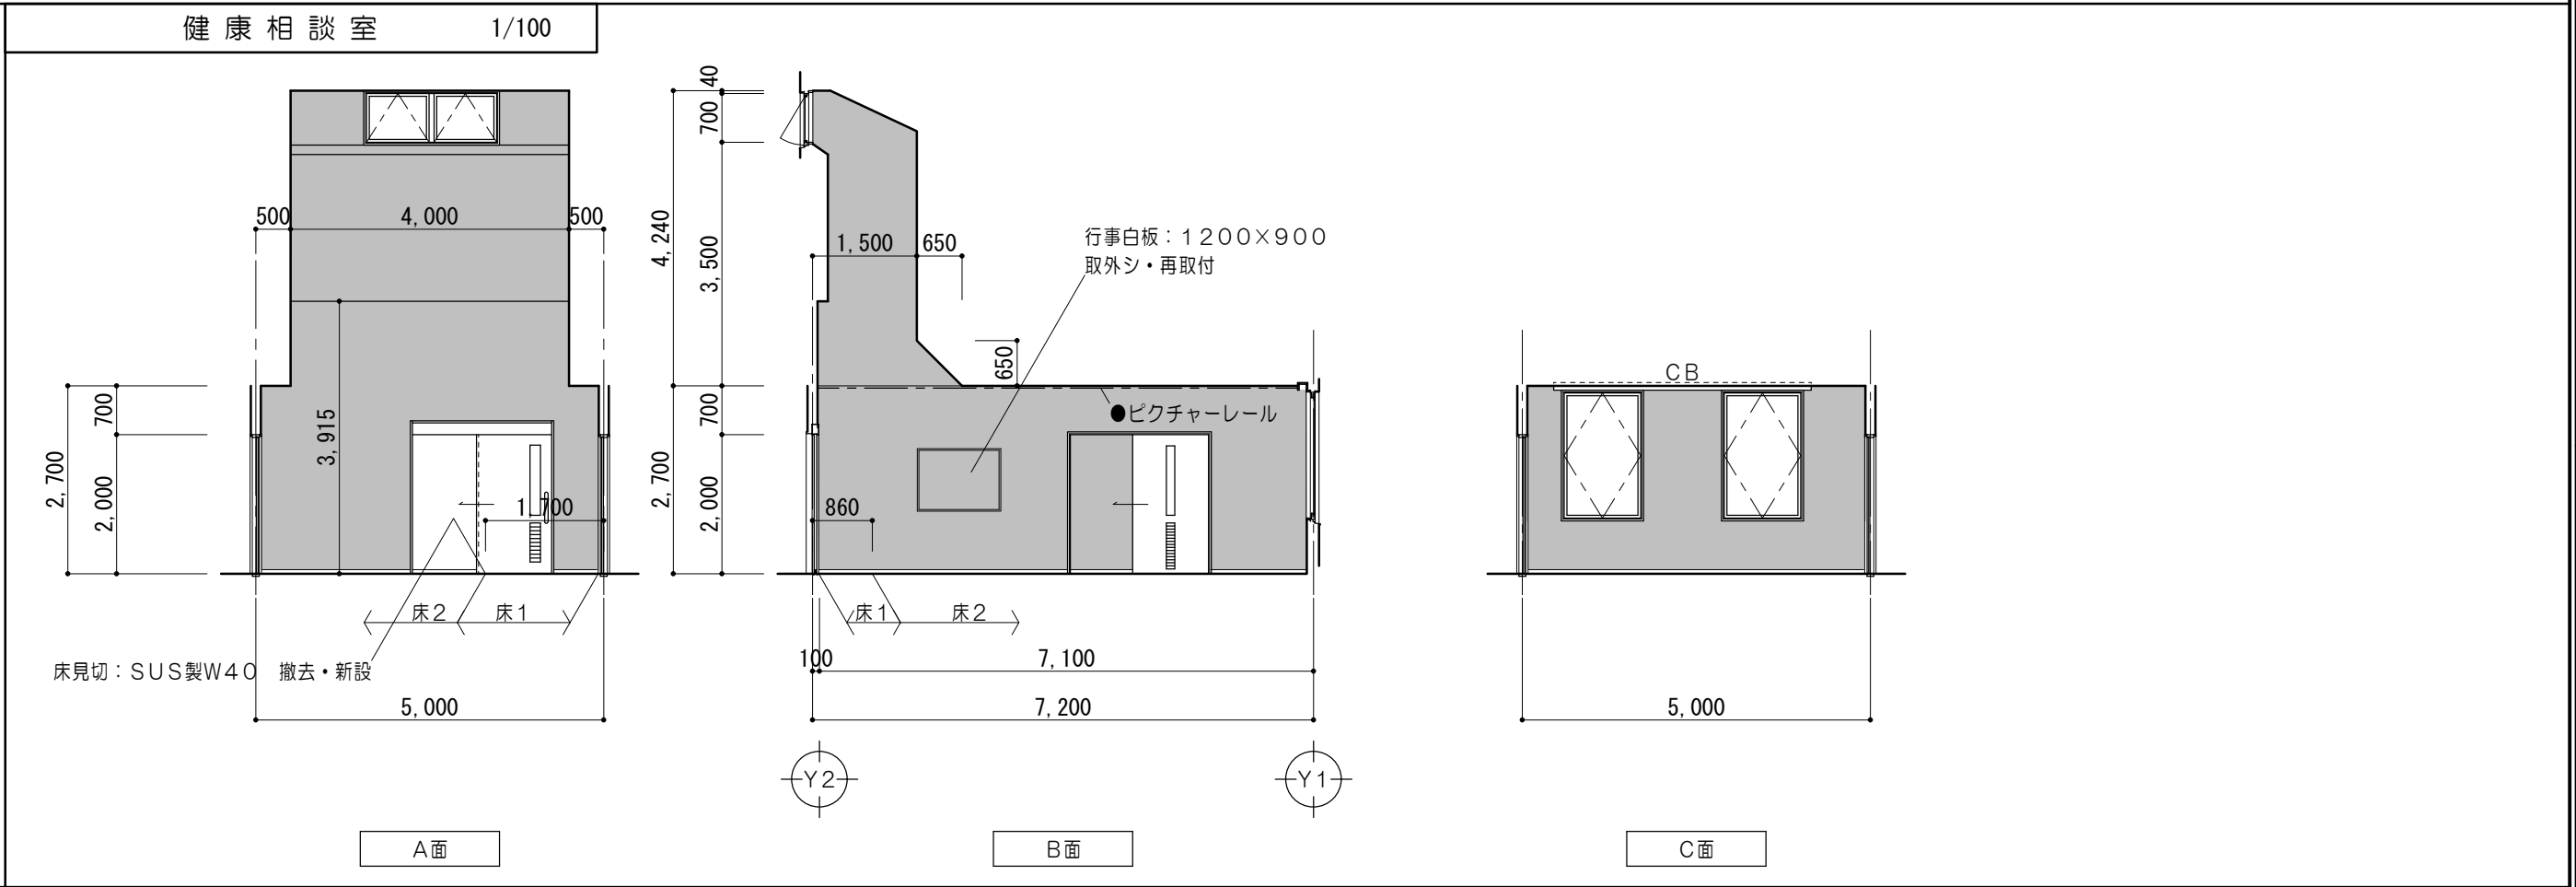 健康相談室 1/100
500 4,000 500
2,700
700
2,000
3,915
1,700
床2 床1
床見切：SUS製W40 撤去・新設
5,000
A面
40
700
4,240
3,500
1,500 650
行事白板：1200×900
取外シ・再取付
650
700
2,700
2,000
●ピクチャーレール
860
床1 床2
100 7,100
7,200
Y2 Y1
B面
CB
5,000
C面